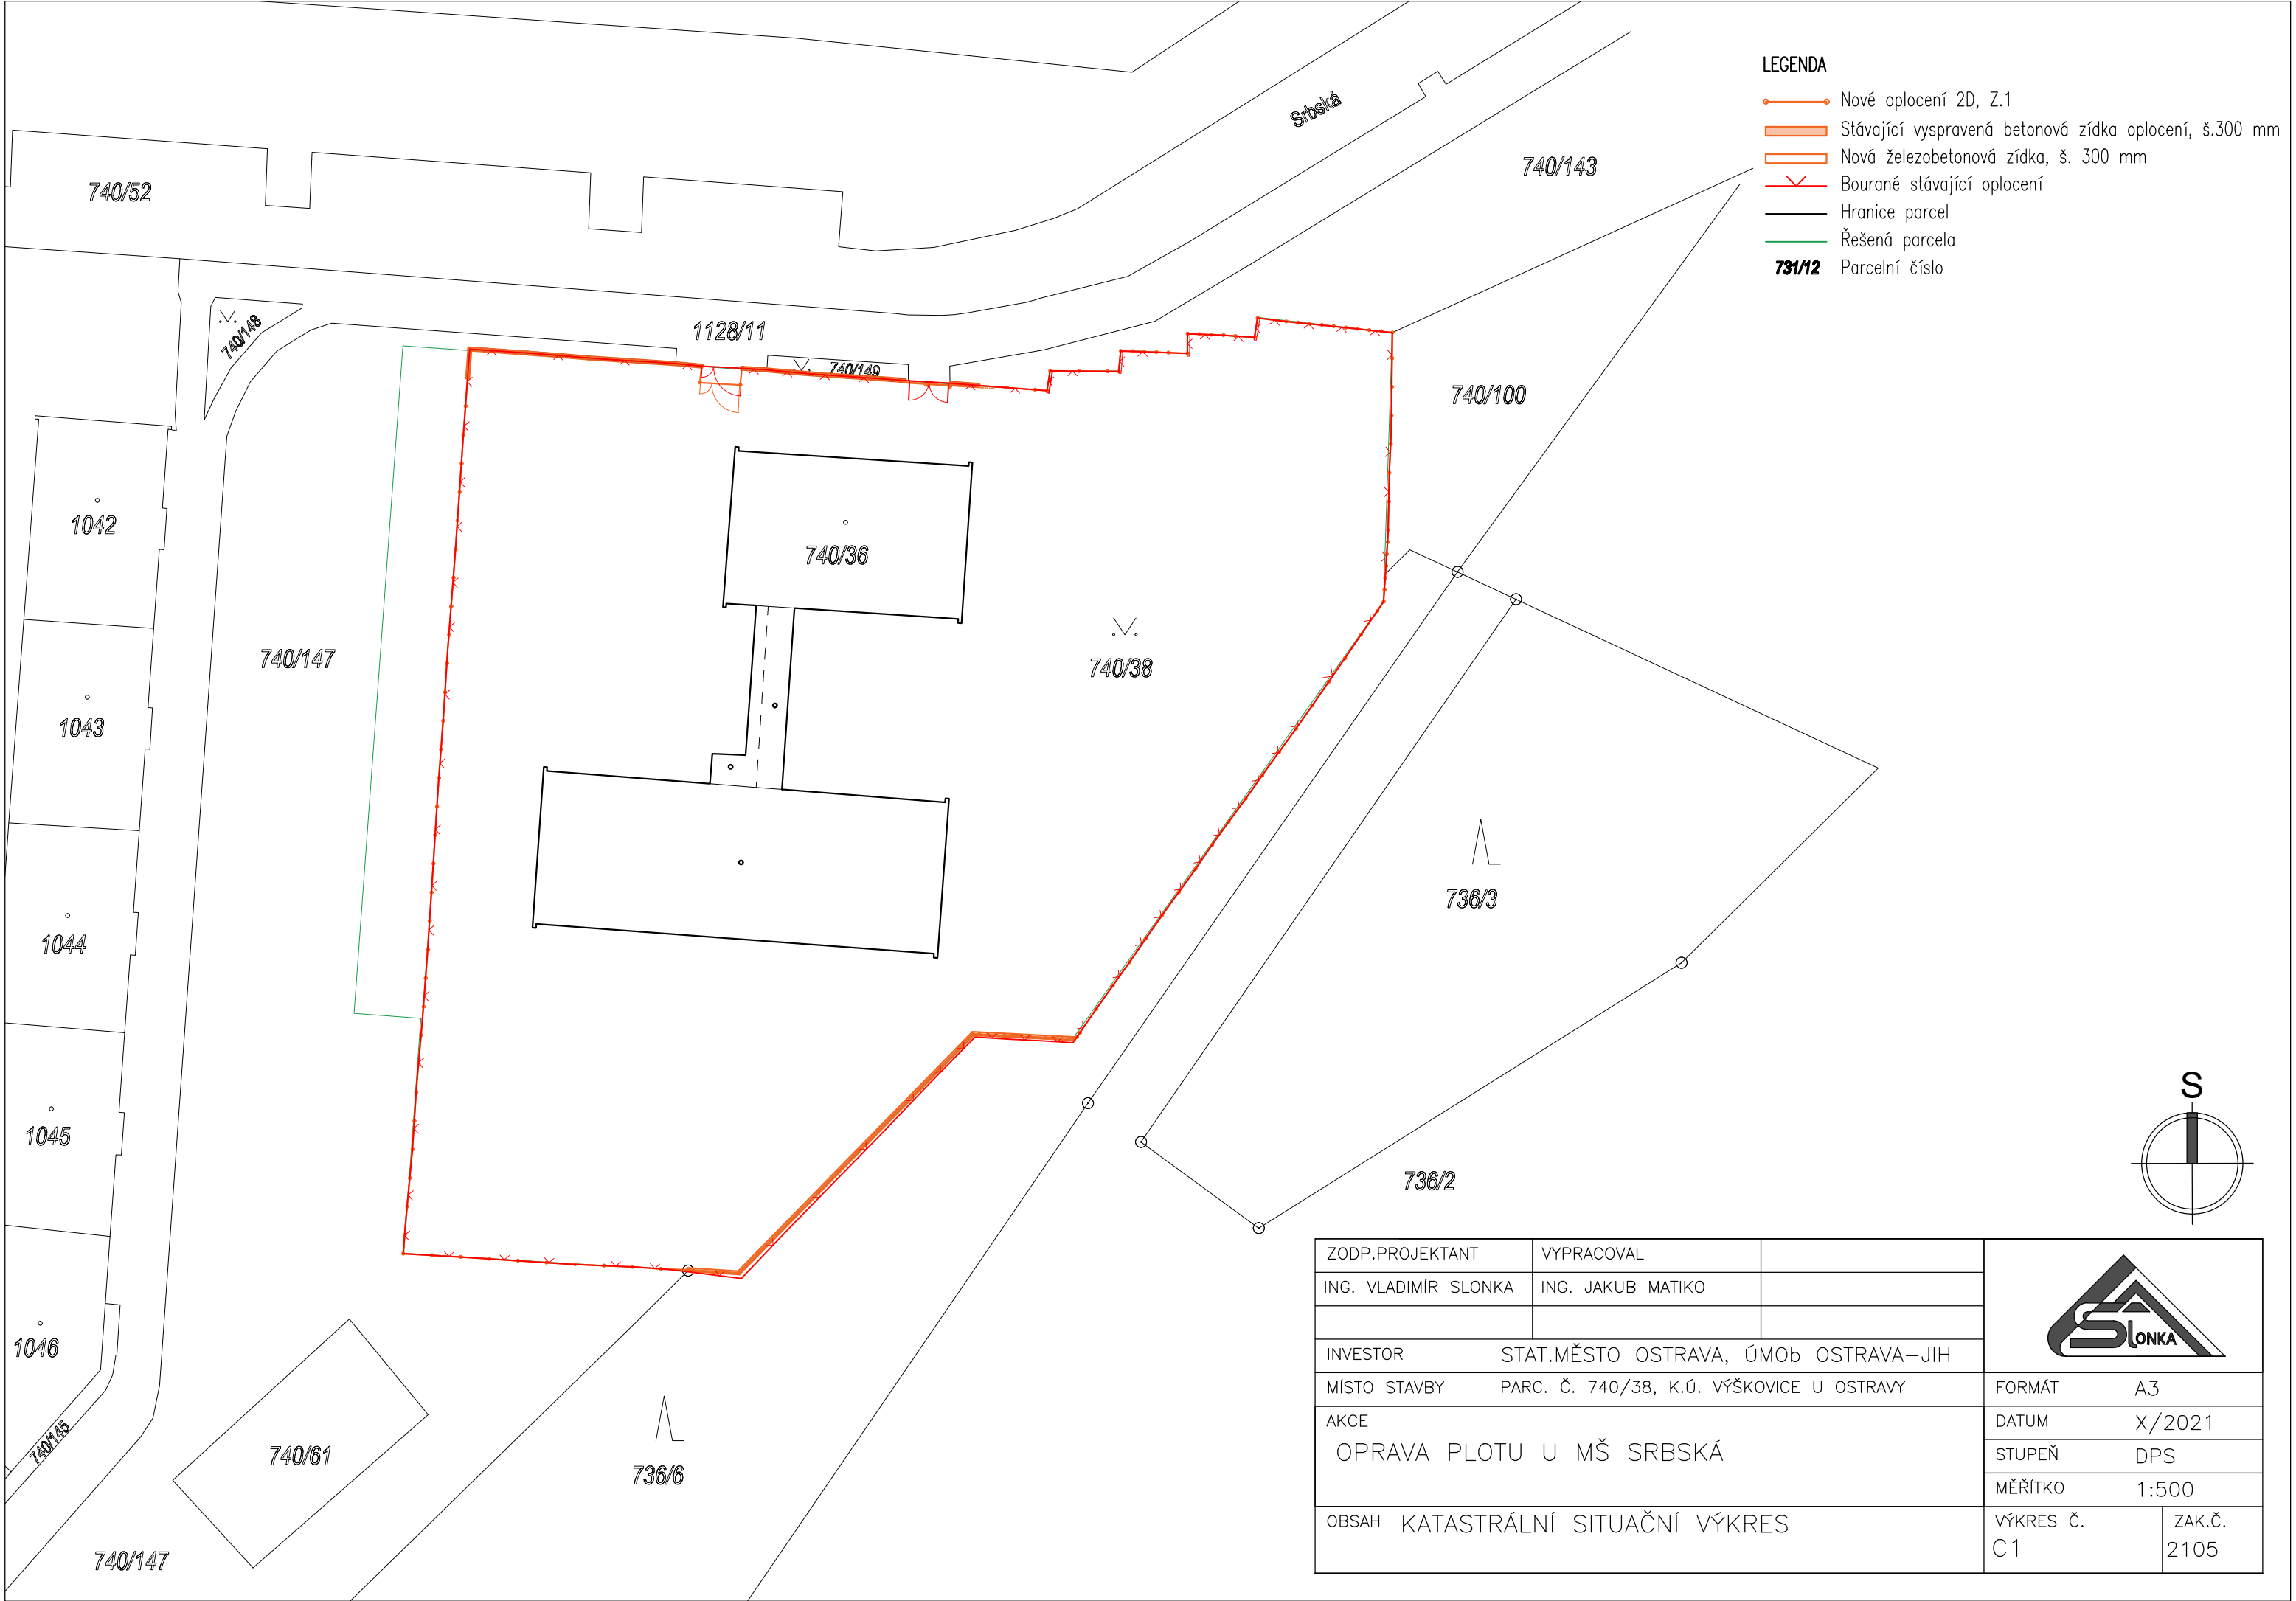 LEGENDA
Nové oplocení 2D, Z.1
Stávající vyspravená betonová zídka oplocení, š.300 mm
Nová železobetonová zídka, š. 300 mm
Bourané stávající oplocení
Hranice parcel
Řešená parcela
731/12 Parcelní číslo
Srbská
740/143
740/52
740/148
1128/11
740/149
740/100
1042
740/36
740/147
740/38
1043
736/3
1044
1045
736/2
1046
740/145
740/61
736/6
740/147
S
ZODP.PROJEKTANT VYPRACOVAL
ING. VLADIMÍR SLONKA ING. JAKUB MATIKO
SLONKA
INVESTOR STAT.MĚSTO OSTRAVA, ÚMOb OSTRAVA-JIH
MÍSTO STAVBY PARC. Č. 740/38, K.Ú. VÝŠKOVICE U OSTRAVY
FORMÁT A3
AKCE
OPRAVA PLOTU U MŠ SRBSKÁ
DATUM X/2021
STUPEŇ DPS
MĚŘÍTKO 1:500
OBSAH KATASTRÁLNÍ SITUAČNÍ VÝKRES
VÝKRES Č. ZAK.Č.
C1 2105